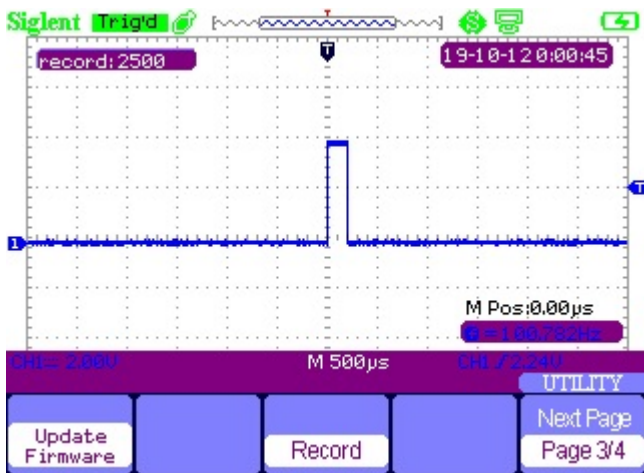 Siglent Trig'd
record:2500
19-10-12 0:00:45
T
T
1
M Pos:0.00µs
=100.782Hz
CH1= 2.00V M 500µs CH1 2.24V
UTILITY
Update
Firmware
Record
Next Page
Page 3/4